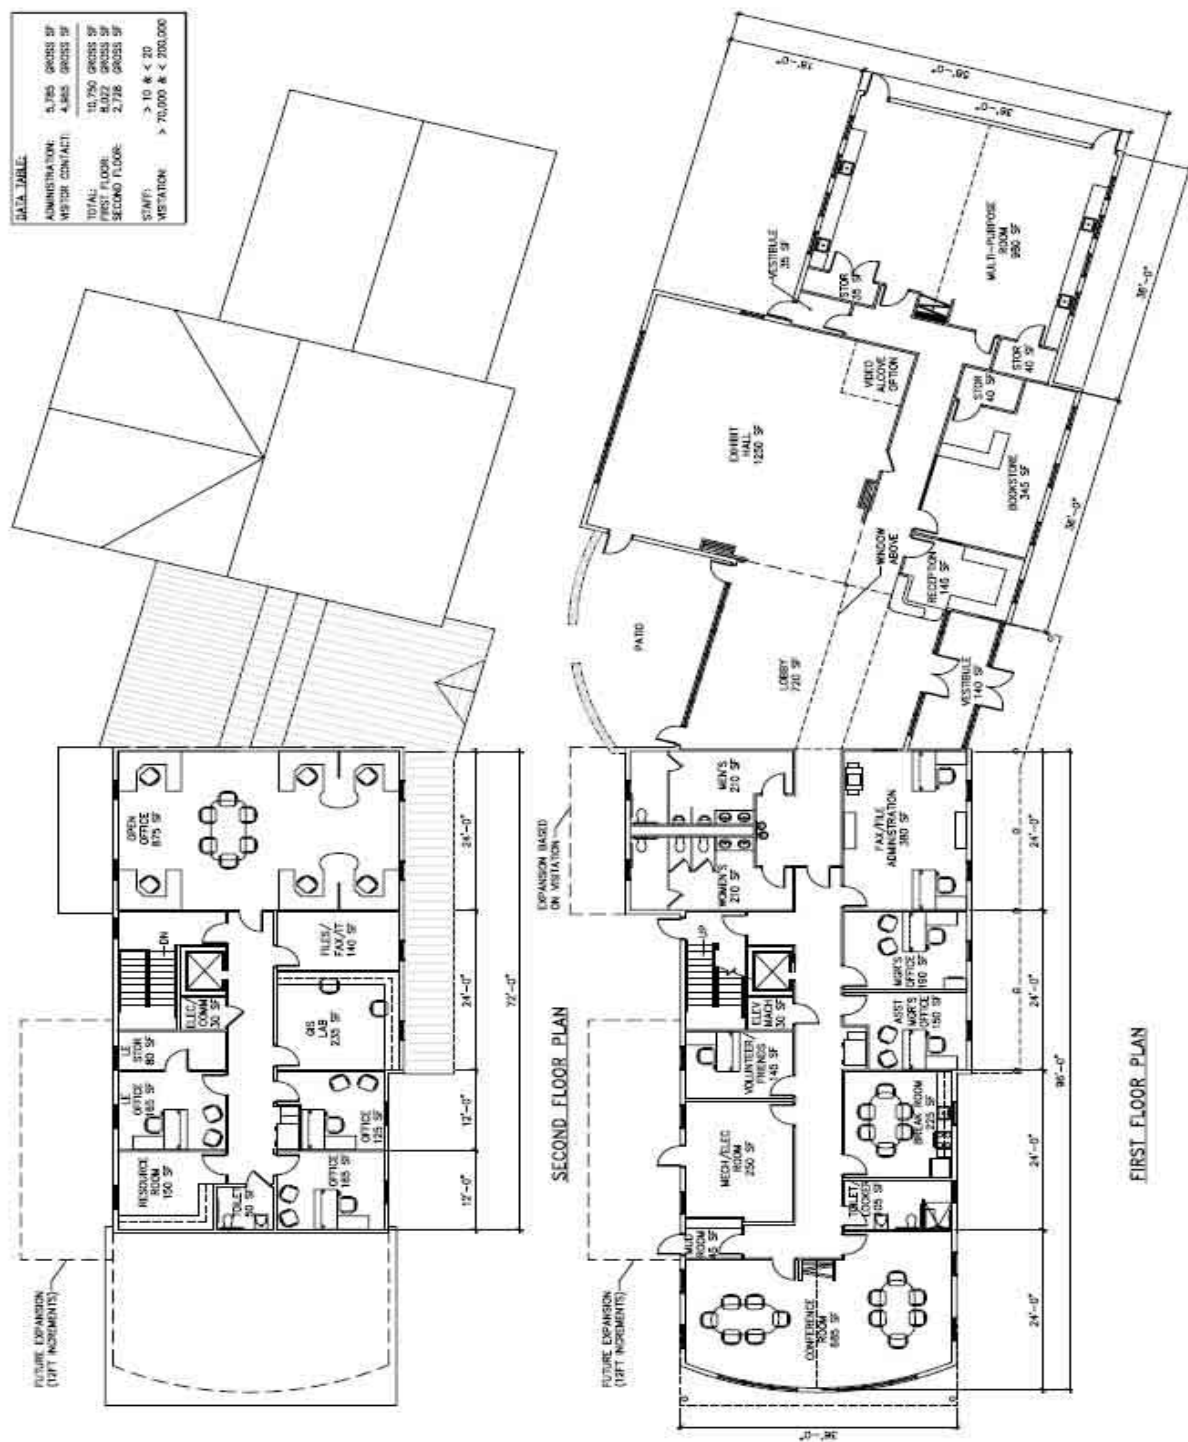 DATA TABLE:
ADMINISTRATION: 5,785 GROSS SF
VISITOR CONTACT: 4,965 GROSS SF
TOTAL: 10,750 GROSS SF
FIRST FLOOR: 8,022 GROSS SF
SECOND FLOOR: 2,728 GROSS SF
STAFF: > 10 & < 20
VISITATION: > 70,000 & < 200,000
FUTURE EXPANSION
(12FT INCREMENTS)
RESOURCE
ROOM
150 SF
LE
OFFICE
165 SF
LE
STOR
80 SF
ELEC/
COMM
30 SF
DN
OPEN
OFFICE
875 SF
TOILET
50 SF
OFFICE
165 SF
OFFICE
125 SF
GIS
LAB
235 SF
FILES/
FAX/IT
140 SF
12'-0"
12'-0"
24'-0"
24'-0"
72'-0"
SECOND FLOOR PLAN
FUTURE EXPANSION
(12FT INCREMENTS)
EXPANSION BASED
ON VISITATION
MUD
ROOM
45 SF
MECH/ELEC
ROOM
250 SF
VOLUNTEER/
FRIENDS
145 SF
ELEV
MACH
30 SF
UP
WOMEN'S
210 SF
MEN'S
210 SF
PATIO
LOBBY
720 SF
EXHIBIT
HALL
1250 SF
VIDEO
ALCOVE
OPTION
VESTIBULE
35 SF
STOR
35 SF
MULTI-PURPOSE
ROOM
980 SF
STOR
40 SF
STOR
40 SF
BOOKSTORE
345 SF
RECEPTION
145 SF
WINDOW
ABOVE
VESTIBULE
140 SF
CONFERENCE
ROOM
885 SF
TOILET/
LOCKER
105 SF
BREAK ROOM
225 SF
ASST
MGR'S
OFFICE
150 SF
MGR'S
OFFICE
190 SF
FAX/FILE
ADMINISTRATION
380 SF
18'-0"
36'-0"
58'-0"
36'-0"
36'-0"
36'-0"
24'-0"
24'-0"
24'-0"
24'-0"
96'-0"
FIRST FLOOR PLAN